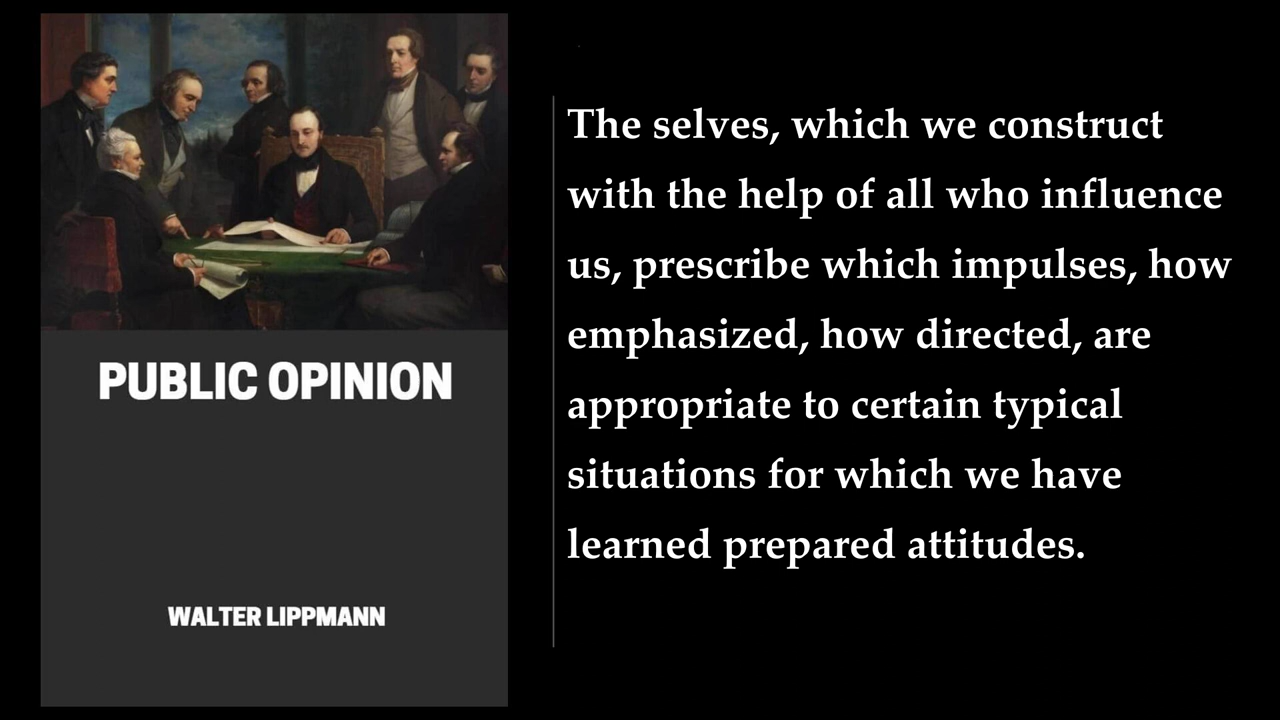 PUBLIC OPINION
WALTER LIPPMANN
The selves, which we construct
with the help of all who influence
us, prescribe which impulses, how
emphasized, how directed, are
appropriate to certain typical
situations for which we have
learned prepared attitudes.